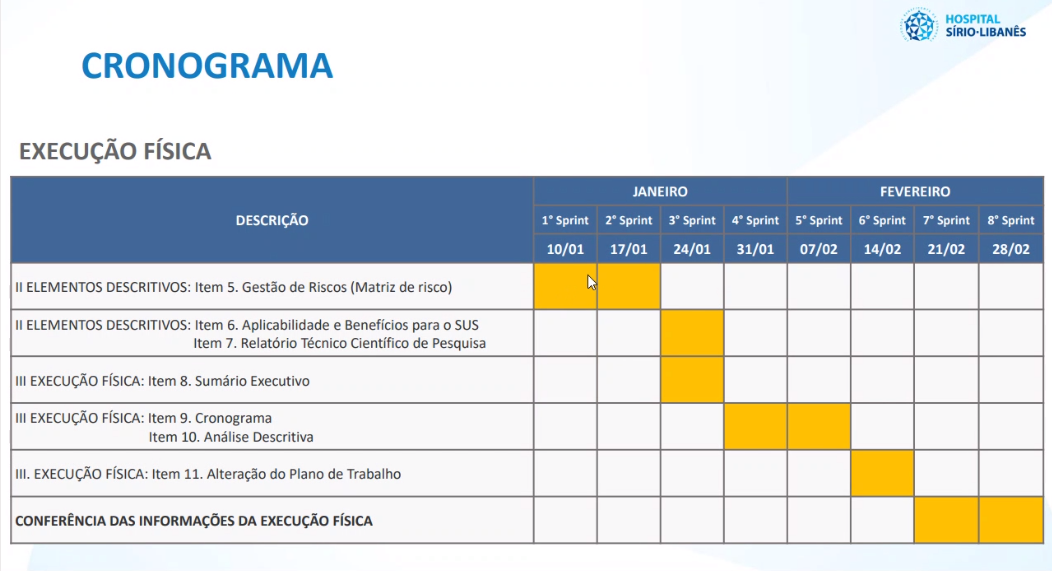 HOSPITAL
SÍRIO-LIBANÊS
CRONOGRAMA
EXECUÇÃO FÍSICA
DESCRIÇÃO
JANEIRO
FEVEREIRO
1° Sprint 2° Sprint 3° Sprint 4° Sprint 5° Sprint 6° Sprint 7° Sprint 8° Sprint
10/01 17/01 24/01 31/01 07/02 14/02 21/02 28/02
II ELEMENTOS DESCRITIVOS: Item 5. Gestão de Riscos (Matriz de risco)
II ELEMENTOS DESCRITIVOS: Item 6. Aplicabilidade e Benefícios para o SUS
Item 7. Relatório Técnico Científico de Pesquisa
III EXECUÇÃO FÍSICA: Item 8. Sumário Executivo
III EXECUÇÃO FÍSICA: Item 9. Cronograma
Item 10. Análise Descritiva
III. EXECUÇÃO FÍSICA: Item 11. Alteração do Plano de Trabalho
CONFERÊNCIA DAS INFORMAÇÕES DA EXECUÇÃO FÍSICA